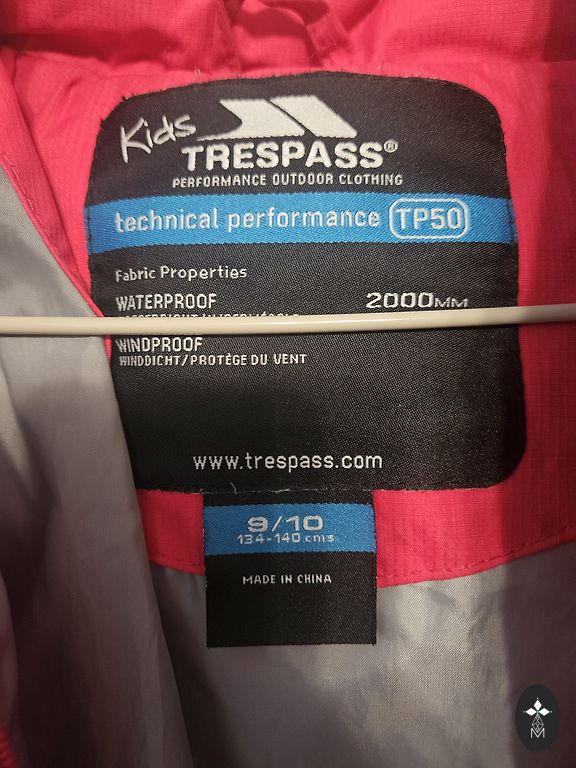 Kids
TRESPASS®
PERFORMANCE OUTDOOR CLOTHING
technical performance TP50
Fabric Properties
WATERPROOF 2000MM
WINDPROOF
WINDDICHT/PROTÈGE DU VENT
www.trespass.com
9/10
134-140 cms
MADE IN CHINA
M